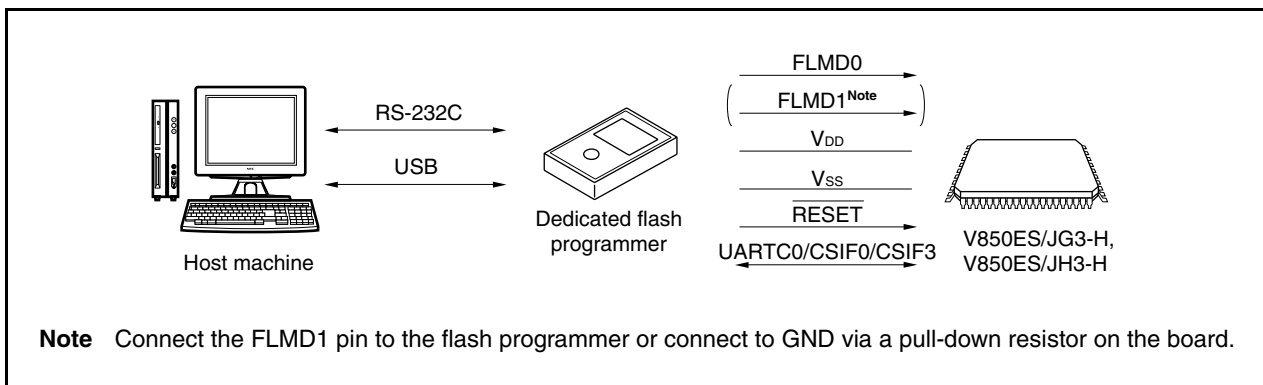 FLMD0
FLMD1Note
RS-232C
VDD
USB
VSS
RESET
Dedicated flash
programmer
UARTC0/CSIF0/CSIF3
V850ES/JG3-H,
V850ES/JH3-H
Host machine
Note Connect the FLMD1 pin to the flash programmer or connect to GND via a pull-down resistor on the board.